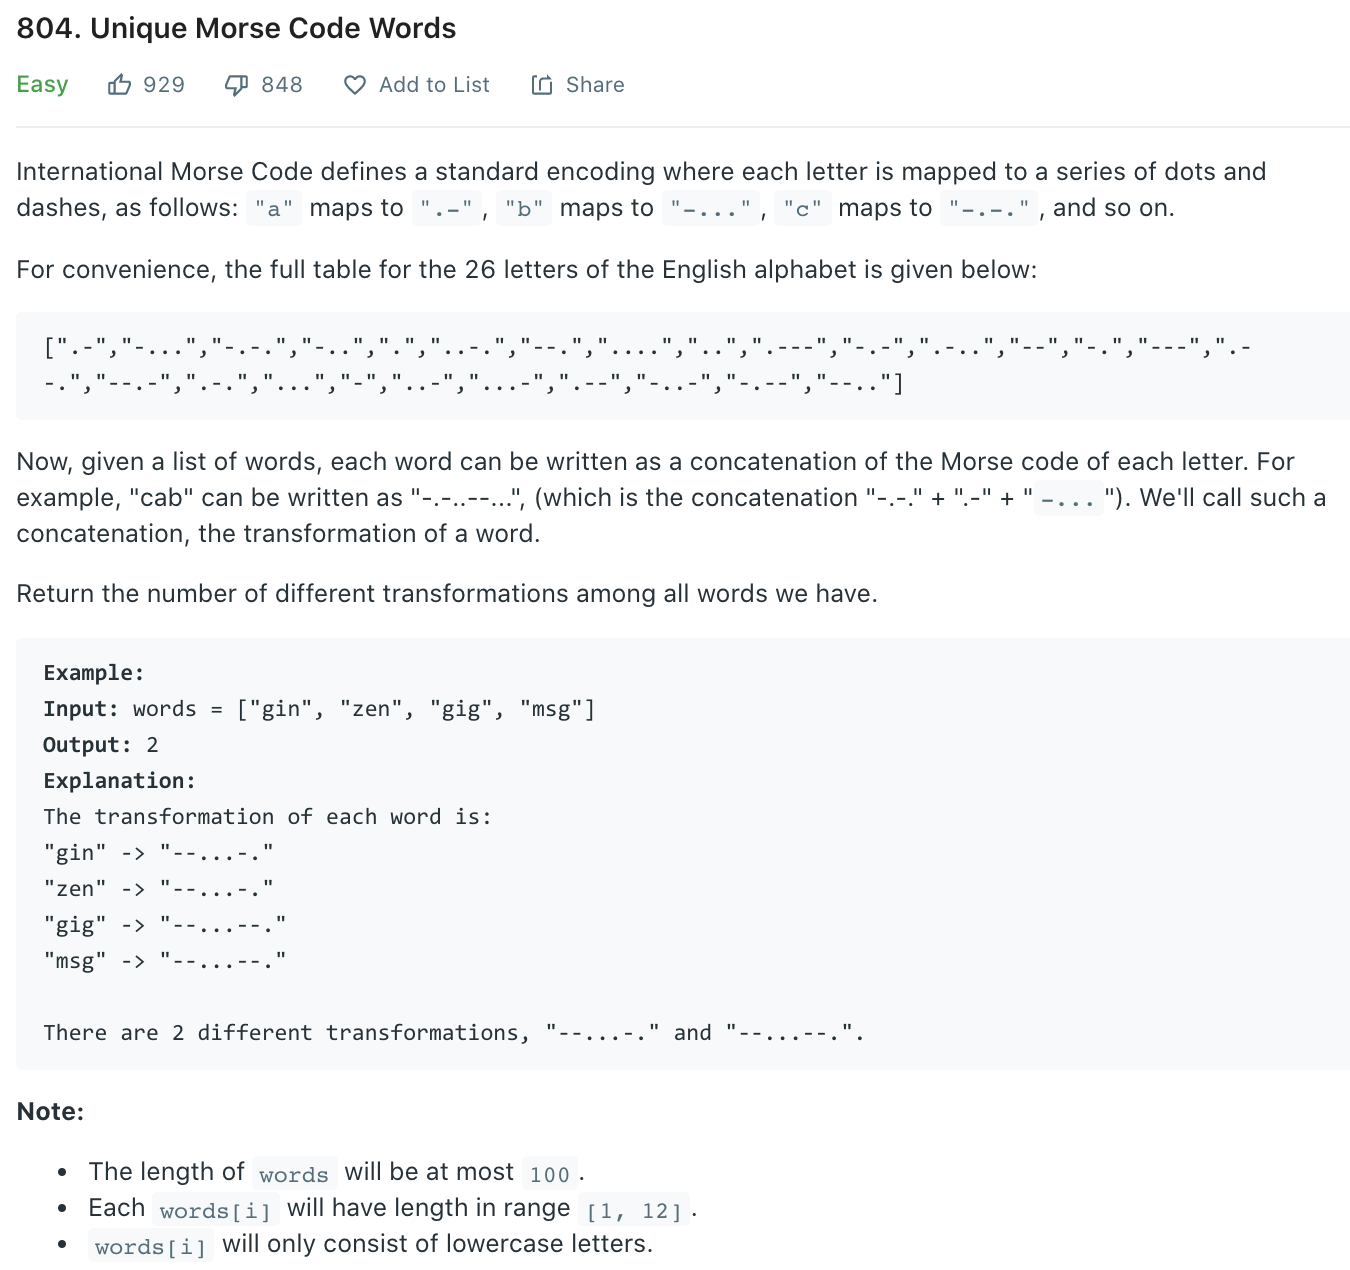 804. Unique Morse Code Words
Easy 929 848 Add to List Share
International Morse Code defines a standard encoding where each letter is mapped to a series of dots and
dashes, as follows: "a" maps to ".-", "b" maps to "-...", "c" maps to "-.-.", and so on.
For convenience, the full table for the 26 letters of the English alphabet is given below:
[".-","-...","-.-.","-..",".","..-.","--.","....","..",".---","-.-",".-..","--","-.","---",".-
-.","--.-",".-.","...","-","..-","...-",".--","-..-","-.--","--.."]
Now, given a list of words, each word can be written as a concatenation of the Morse code of each letter. For
example, "cab" can be written as "-.-..--...", (which is the concatenation "-.-." + ".-" + "-..."). We'll call such a
concatenation, the transformation of a word.
Return the number of different transformations among all words we have.
Example:
Input: words = ["gin", "zen", "gig", "msg"]
Output: 2
Explanation:
The transformation of each word is:
"gin" -> "--...-."
"zen" -> "--...-."
"gig" -> "--...--."
"msg" -> "--...--."
There are 2 different transformations, "--...-." and "--...--.".
Note:
• The length of words will be at most 100.
• Each words[i] will have length in range [1, 12].
• words[i] will only consist of lowercase letters.